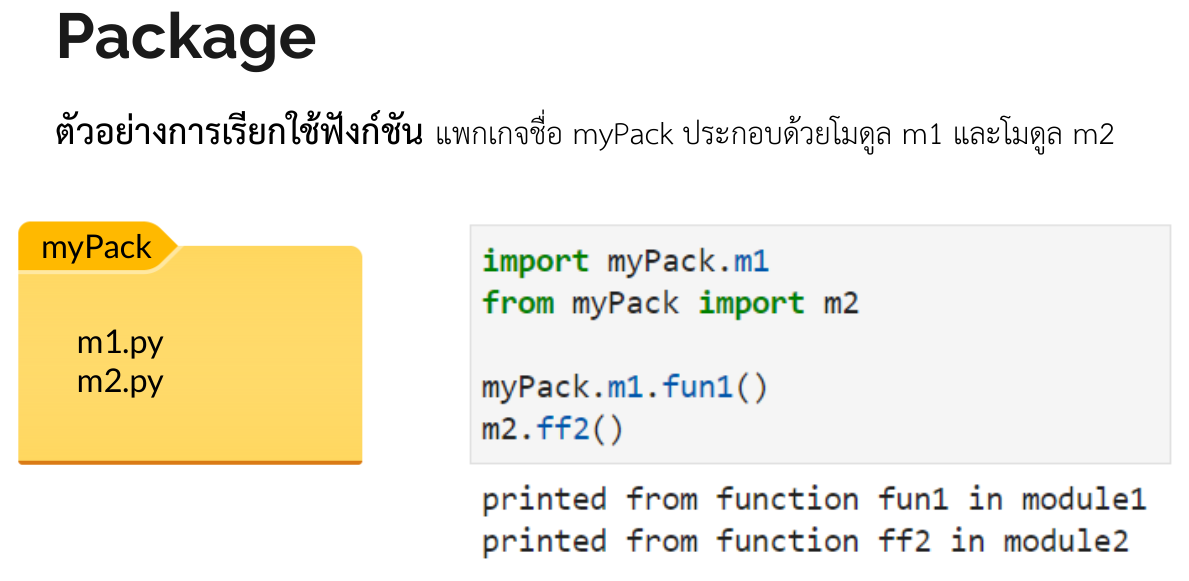 Package
ตัวอย่างการเรียกใช้ฟังก์ชัน แพกเกจชื่อ myPack ประกอบด้วยโมดูล m1 และโมดูล m2
myPack
m1.py
m2.py
import myPack.m1
from myPack import m2
myPack.m1.fun1()
m2.ff2()
printed from function fun1 in module1
printed from function ff2 in module2